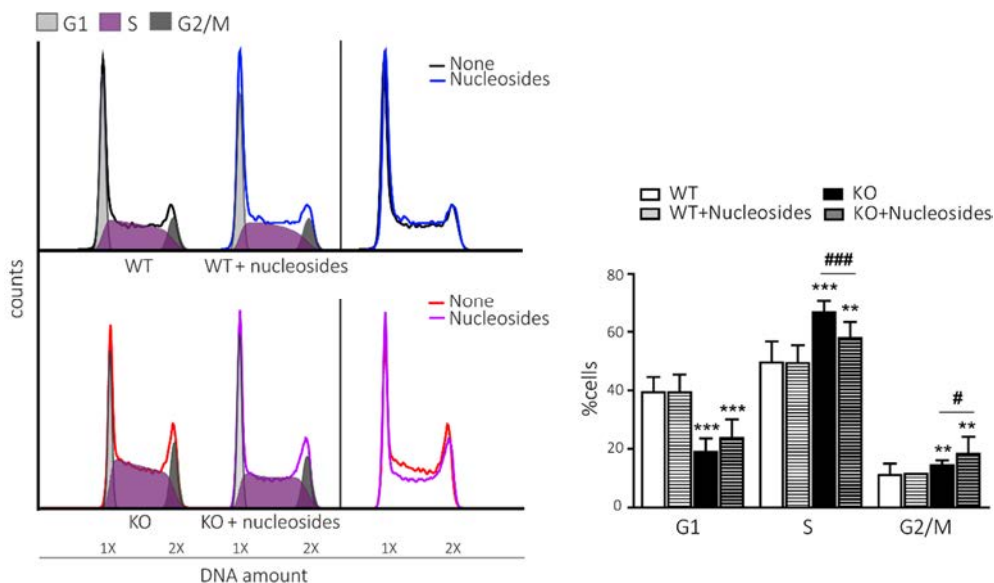 G1 S G2/M
None
Nucleosides
WT WT + nucleosides
counts
None
Nucleosides
KO KO + nucleosides
1X 2X 1X 2X 1X 2X
DNA amount
WT KO
WT+Nucleosides KO+Nucleosides
%cells
80
60
40
20
0
***
***
***
**
###
**
**
#
G1 S G2/M